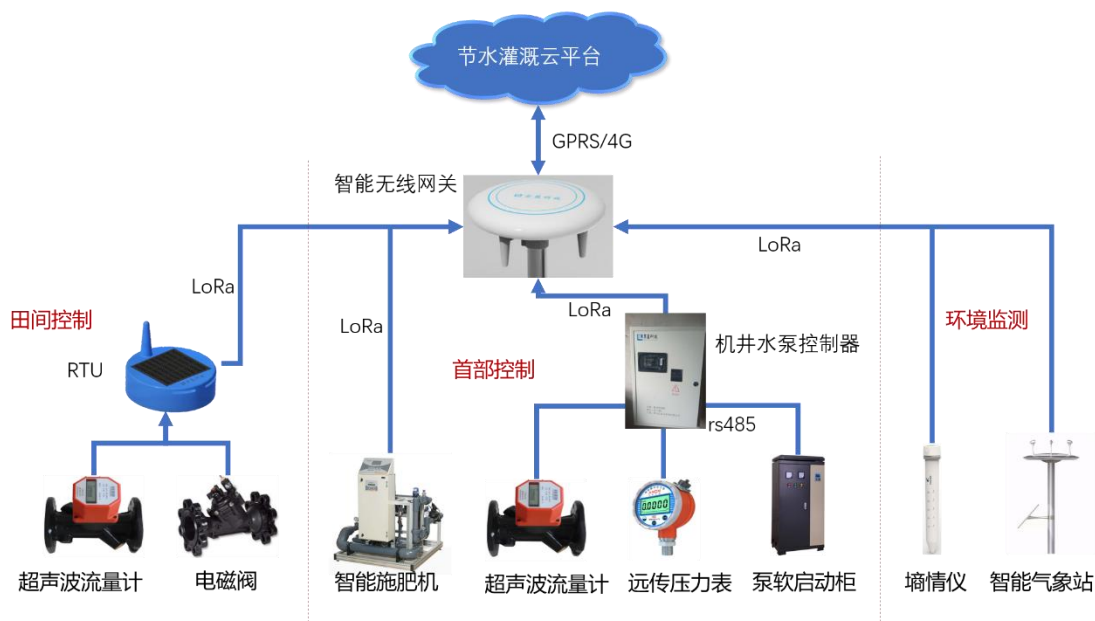 节水灌溉云平台
GPRS/4G
智能无线网关
LoRa
LoRa
LoRa
LoRa
田间控制
RTU
首部控制
机井水泵控制器
环境监测
rs485
超声波流量计
电磁阀
智能施肥机
超声波流量计
远传压力表
泵软启动柜
墒情仪
智能气象站